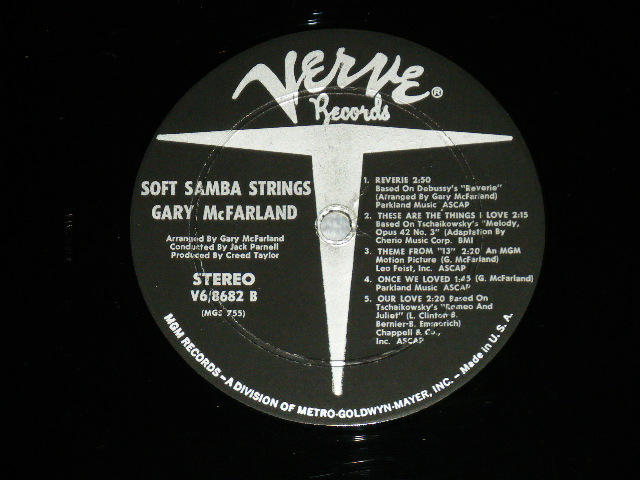 Verve®
Records
SOFT SAMBA STRINGS
GARY McFARLAND
Arranged By Gary McFarland
Conducted By Jack Parnell
Produced By Creed Taylor
STEREO
V6/8682 B
(MGS 755)
1. REVERIE 2:50
Based On Debussy's "Reverie"
(Arranged By Gary McFarland)
Parkland Music ASCAP
2. THESE ARE THE THINGS I LOVE 2:15
Based On Tschaikowsky's "Melody,
Opus 42 No. 3" (Adaptation By
Cherio Music Corp. BMI
3. THEME FROM "13" 2:20 An MGM
Motion Picture (G. McFarland)
Leo Feist, Inc. ASCAP
4. ONCE WE LOVED 1:45 (G. McFarland)
Parkland Music ASCAP
5. OUR LOVE 2:20 Based On
Tschaikowsky's "Romeo And
Juliet" (L. Clinton-B.
Bernier-B. Emmerich)
Chappell & Co.,
Inc. ASCAP
MGM RECORDS – A DIVISION OF METRO-GOLDWYN-MAYER, INC. – Made in U.S.A.